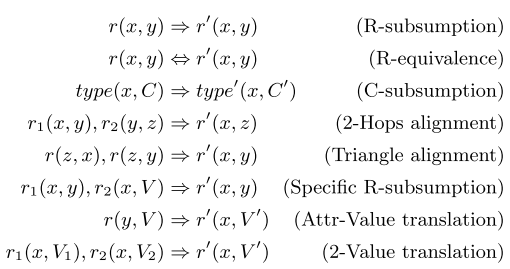 r(x, y) ⇒ r′(x, y) (R-subsumption)
r(x, y) ⇔ r′(x, y) (R-equivalence)
type(x, C) ⇒ type′(x, C′) (C-subsumption)
r₁(x, y), r₂(y, z) ⇒ r′(x, z) (2-Hops alignment)
r(z, x), r(z, y) ⇒ r′(x, y) (Triangle alignment)
r₁(x, y), r₂(x, V) ⇒ r′(x, y) (Specific R-subsumption)
r(y, V) ⇒ r′(x, V′) (Attr-Value translation)
r₁(x, V₁), r₂(x, V₂) ⇒ r′(x, V′) (2-Value translation)